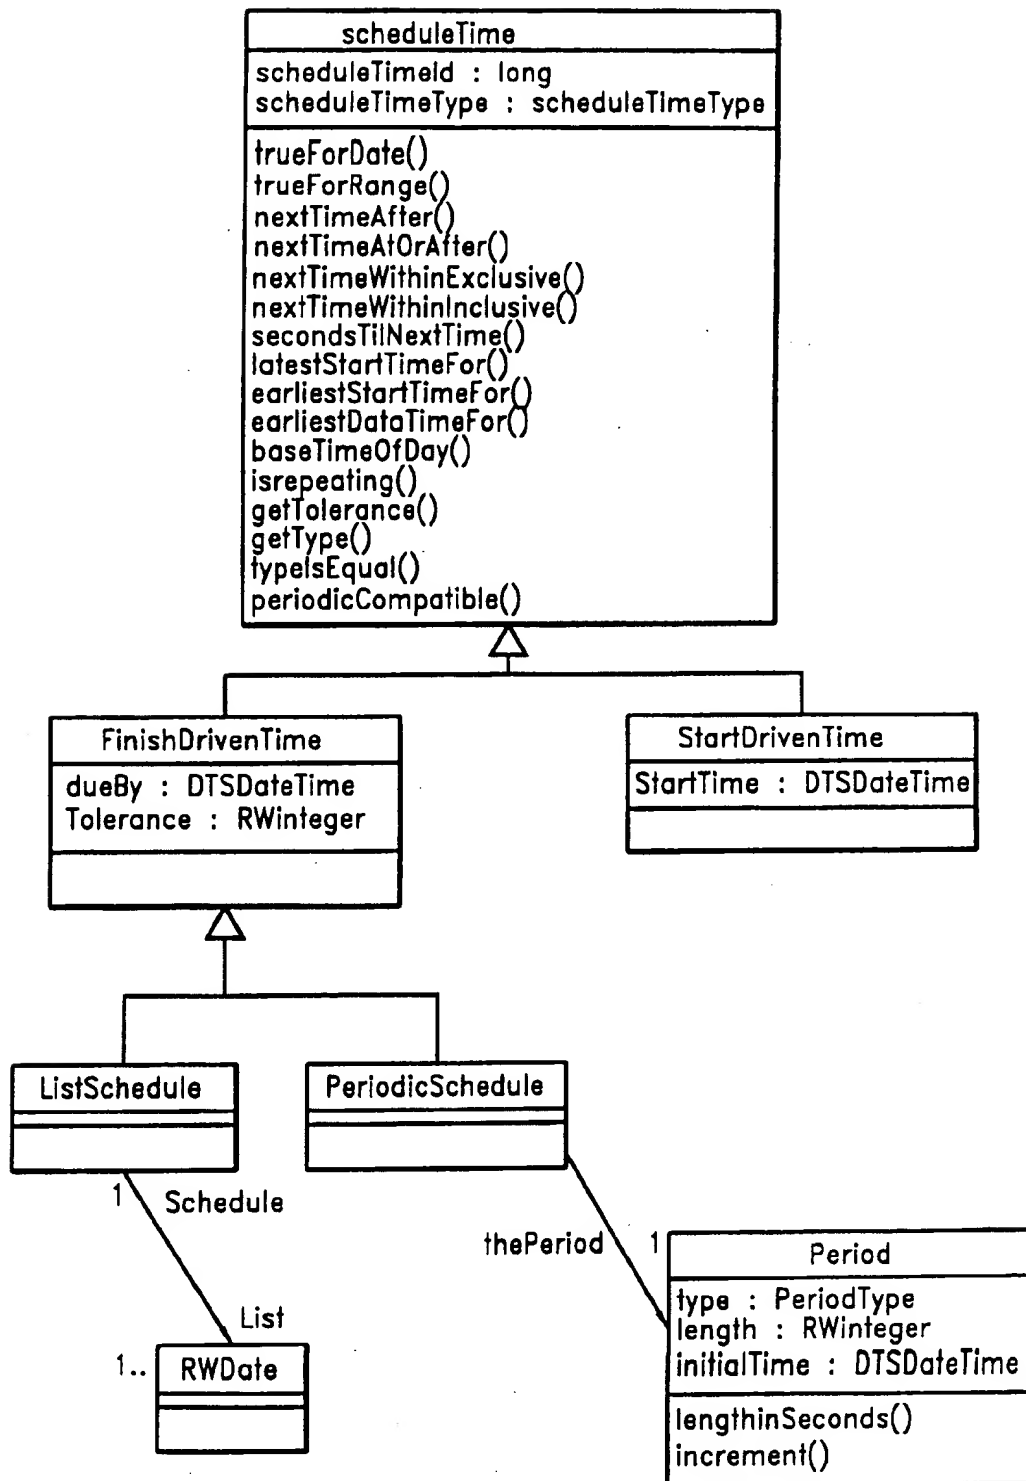 scheduleTime
scheduleTimeId : long
scheduleTimeType : scheduleTimeType
trueForDate()
trueForRange()
nextTimeAfter()
nextTimeAtOrAfter()
nextTimeWithinExclusive()
nextTimeWithinInclusive()
secondsTilNextTime()
latestStartTimeFor()
earliestStartTimeFor()
earliestDataTimeFor()
baseTimeOfDay()
isrepeating()
getTolerance()
getType()
typeIsEqual()
periodicCompatible()
FinishDrivenTime
dueBy : DTSDateTime
Tolerance : RWinteger
StartDrivenTime
StartTime : DTSDateTime
ListSchedule
PeriodicSchedule
1
Schedule
thePeriod
1
List
1..
RWDate
Period
type : PeriodType
length : RWinteger
initialTime : DTSDateTime
lengthinSeconds()
increment()